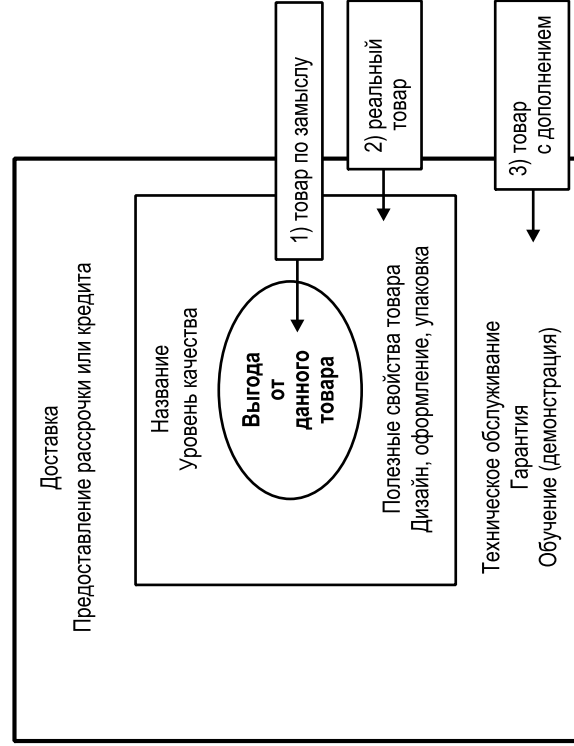 Доставка
Предоставление рассрочки или кредита
Название
Уровень качества
Выгода
от
данного
товара
Полезные свойства товара
Дизайн, оформление, упаковка
Техническое обслуживание
Гарантия
Обучение (демонстрация)
1) товар по замыслу
2) реальный
товар
3) товар
с дополнением